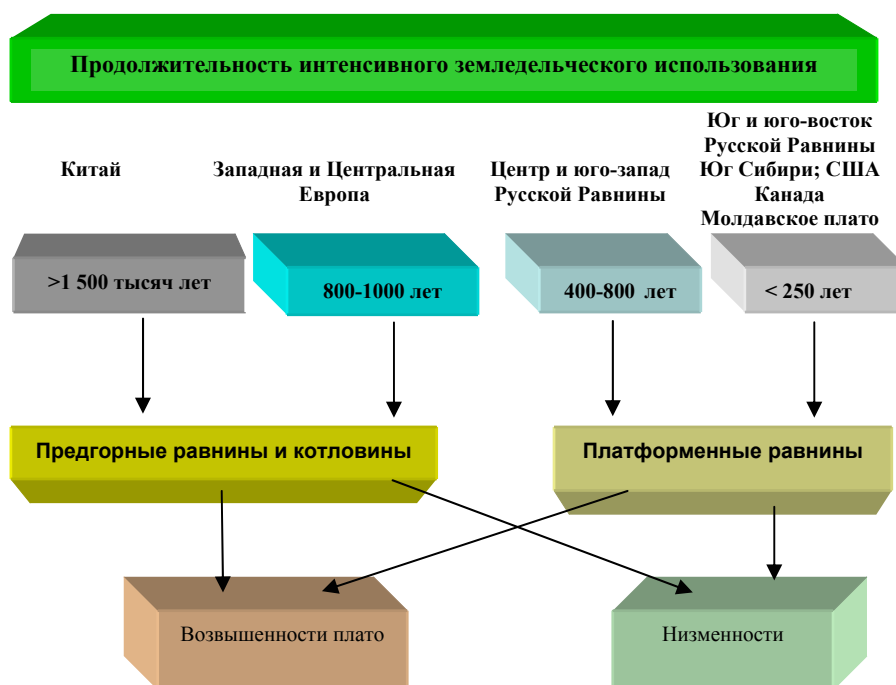 Продолжительность интенсивного земледельческого использования
Китай
Западная и Центральная
Европа
Центр и юго-запад
Русской Равнины
Юг и юго-восток
Русской Равнины
Юг Сибири; США
Канада
Молдавское плато
>1 500 тысяч лет
800-1000 лет
400-800 лет
< 250 лет
Предгорные равнины и котловины
Платформенные равнины
Возвышенности плато
Низменности